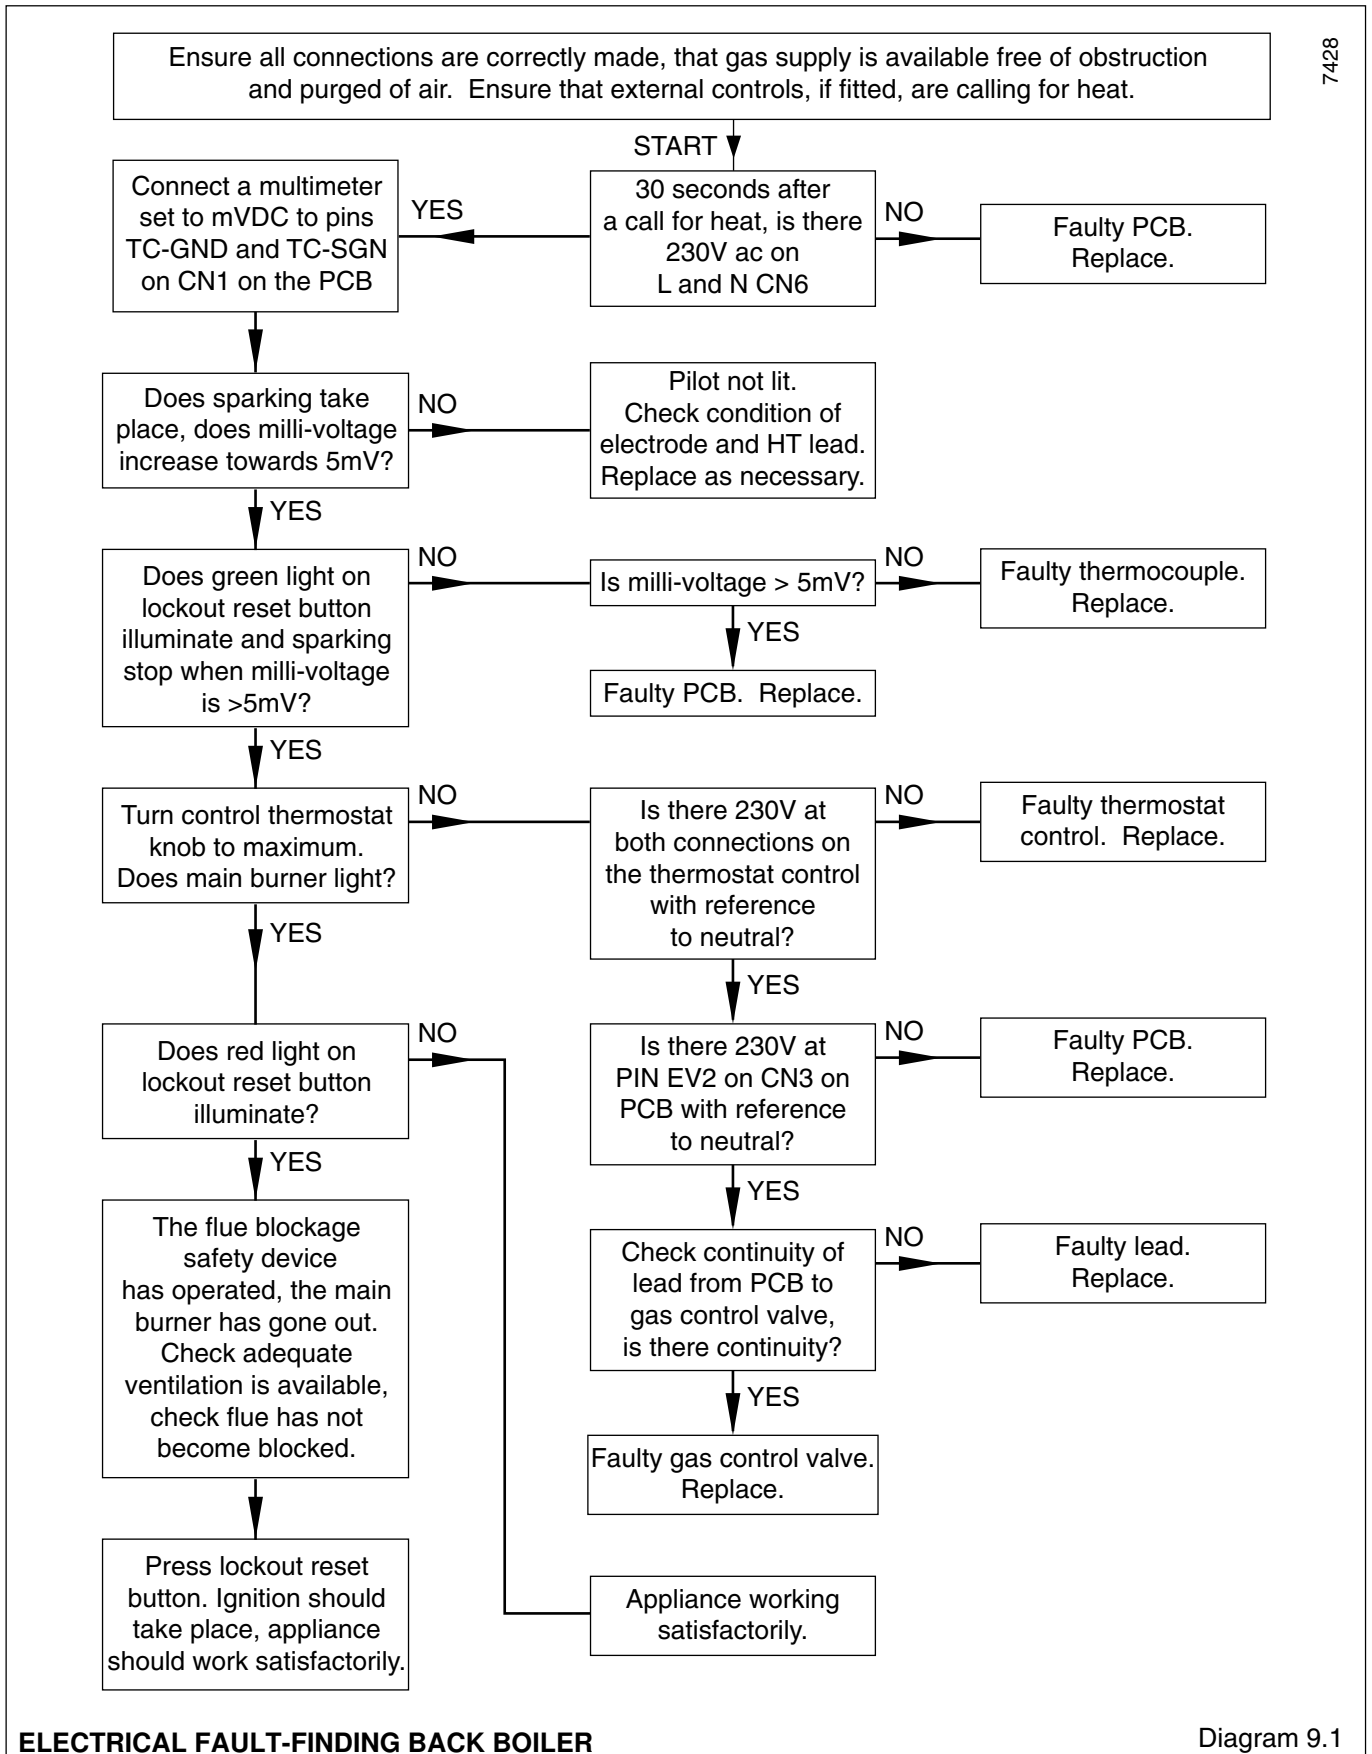 7428
Ensure all connections are correctly made, that gas supply is available free of obstruction
and purged of air. Ensure that external controls, if fitted, are calling for heat.
START
30 seconds after
a call for heat, is there
230V ac on
L and N CN6
NO
Faulty PCB.
Replace.
YES
Connect a multimeter
set to mVDC to pins
TC-GND and TC-SGN
on CN1 on the PCB
Does sparking take
place, does milli-voltage
increase towards 5mV?
NO
Pilot not lit.
Check condition of
electrode and HT lead.
Replace as necessary.
YES
Does green light on
lockout reset button
illuminate and sparking
stop when milli-voltage
is >5mV?
NO
Is milli-voltage > 5mV?
NO
Faulty thermocouple.
Replace.
YES
Faulty PCB. Replace.
YES
Turn control thermostat
knob to maximum.
Does main burner light?
NO
Is there 230V at
both connections on
the thermostat control
with reference
to neutral?
NO
Faulty thermostat
control. Replace.
YES
Is there 230V at
PIN EV2 on CN3 on
PCB with reference
to neutral?
NO
Faulty PCB.
Replace.
YES
Check continuity of
lead from PCB to
gas control valve,
is there continuity?
NO
Faulty lead.
Replace.
YES
Faulty gas control valve.
Replace.
YES
Does red light on
lockout reset button
illuminate?
NO
Appliance working
satisfactorily.
YES
The flue blockage
safety device
has operated, the main
burner has gone out.
Check adequate
ventilation is available,
check flue has not
become blocked.
Press lockout reset
button. Ignition should
take place, appliance
should work satisfactorily.
ELECTRICAL FAULT-FINDING BACK BOILER
Diagram 9.1